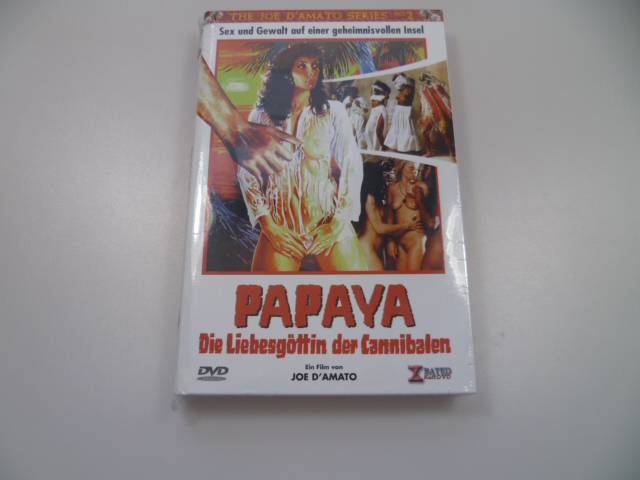 THE JOE D'AMATO SERIES NO. 2
Sex und Gewalt auf einer geheimnisvollen Insel
PAPAYA
Die Liebesgöttin der Cannibalen
Ein Film von
JOE D'AMATO
DVD
X RATED